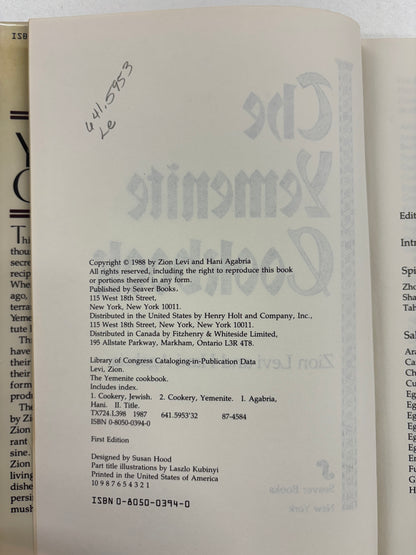 641.5953
Le
Copyright © 1988 by Zion Levi and Hani Agabria
All rights reserved, including the right to reproduce this book
or portions thereof in any form.
Published by Seaver Books,
115 West 18th Street,
New York, New York 10011.
Distributed in the United States by Henry Holt and Company, Inc.,
115 West 18th Street, New York, New York 10011.
Distributed in Canada by Fitzhenry & Whiteside Limited,
195 Allstate Parkway, Markham, Ontario L3R 4T8.
Library of Congress Cataloging-in-Publication Data
Levi, Zion.
The Yemenite cookbook.
Includes index.
1. Cookery, Jewish. 2. Cookery, Yemenite. I. Agabria,
Hani. II. Title.
TX724.L398 1987 641.5953'32 87-4584
ISBN 0-8050-0394-0
First Edition
Designed by Susan Hood
Part title illustrations by Laszlo Kubinyi
Printed in the United States of America
10 9 8 7 6 5 4 3 2 1
ISBN 0-8050-0394-0
The
Yemenite
Cookbook
Zion Levi
Seaver Books
New York